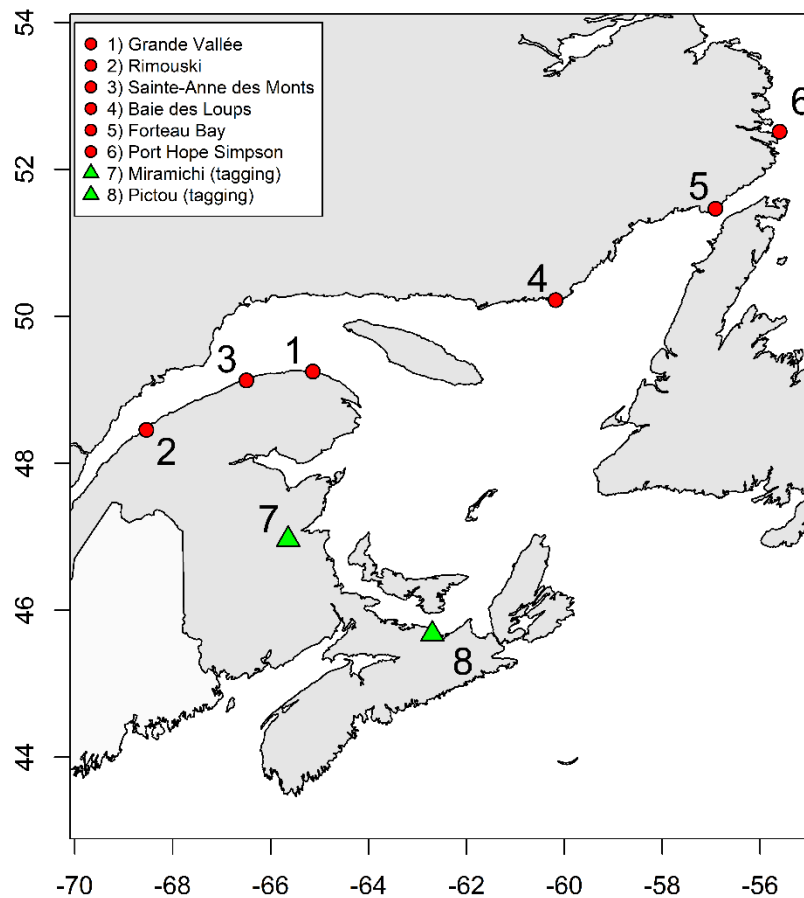 54
1) Grande Vallée
2) Rimouski
3) Sainte-Anne des Monts
4) Baie des Loups
5) Forteau Bay
6) Port Hope Simpson
7) Miramichi (tagging)
8) Pictou (tagging)
6
52
5
4
50
3 1
2
48
7
46
8
44
-70 -68 -66 -64 -62 -60 -58 -56